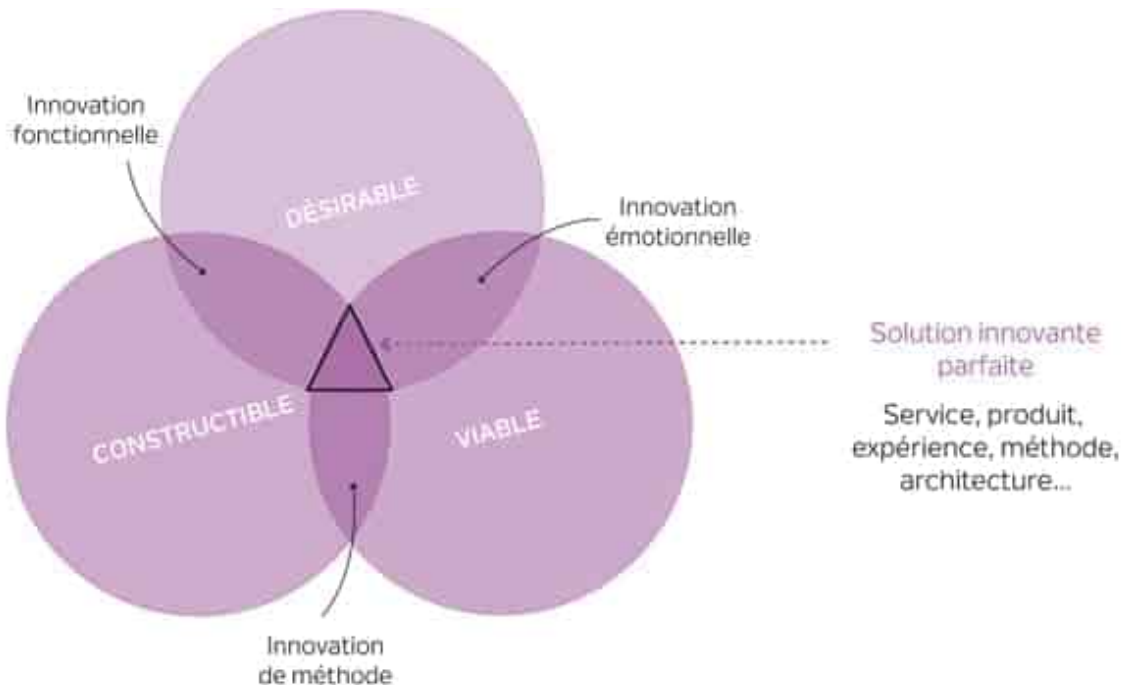 Innovation
fonctionnelle
DÉSIRABLE
Innovation
émotionnelle
Solution innovante
parfaite
Service, produit,
expérience, méthode,
architecture...
CONSTRUCTIBLE
VIABLE
Innovation
de méthode